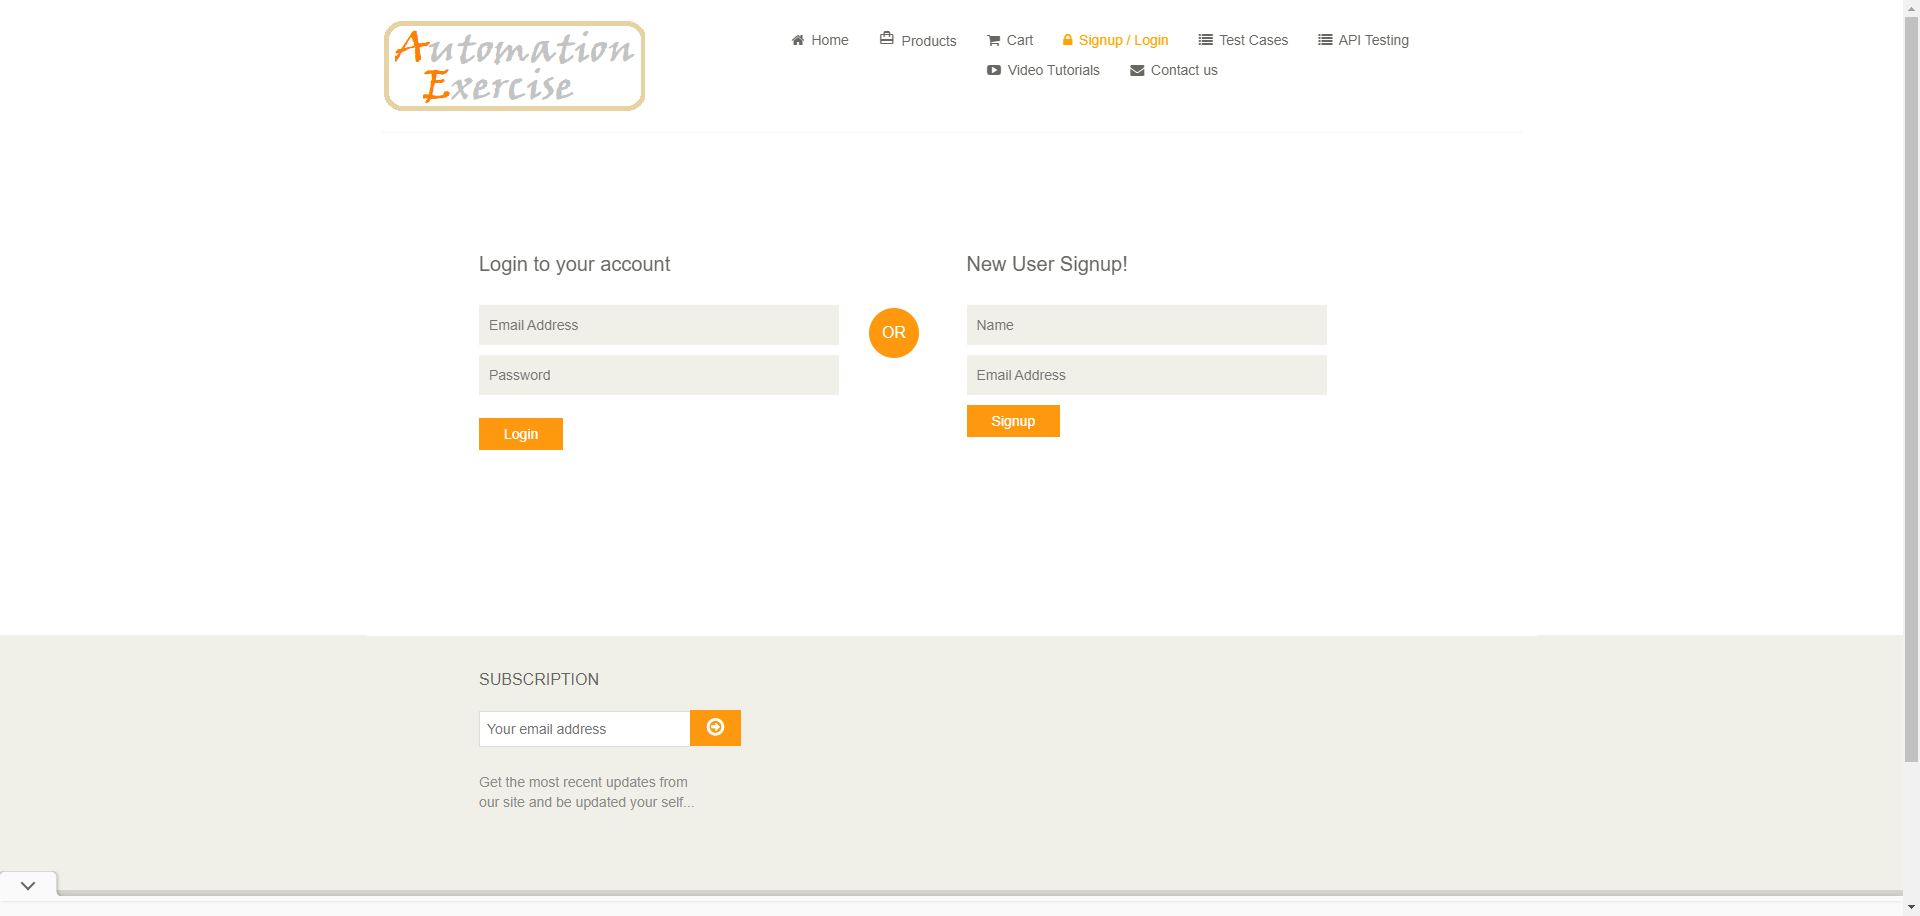 Automation
Exercise
Home
Products
Cart
Signup / Login
Test Cases
API Testing
Video Tutorials
Contact us
Login to your account
New User Signup!
Email Address
OR
Name
Password
Email Address
Login
Signup
SUBSCRIPTION
Your email address
Get the most recent updates from
our site and be updated your self...